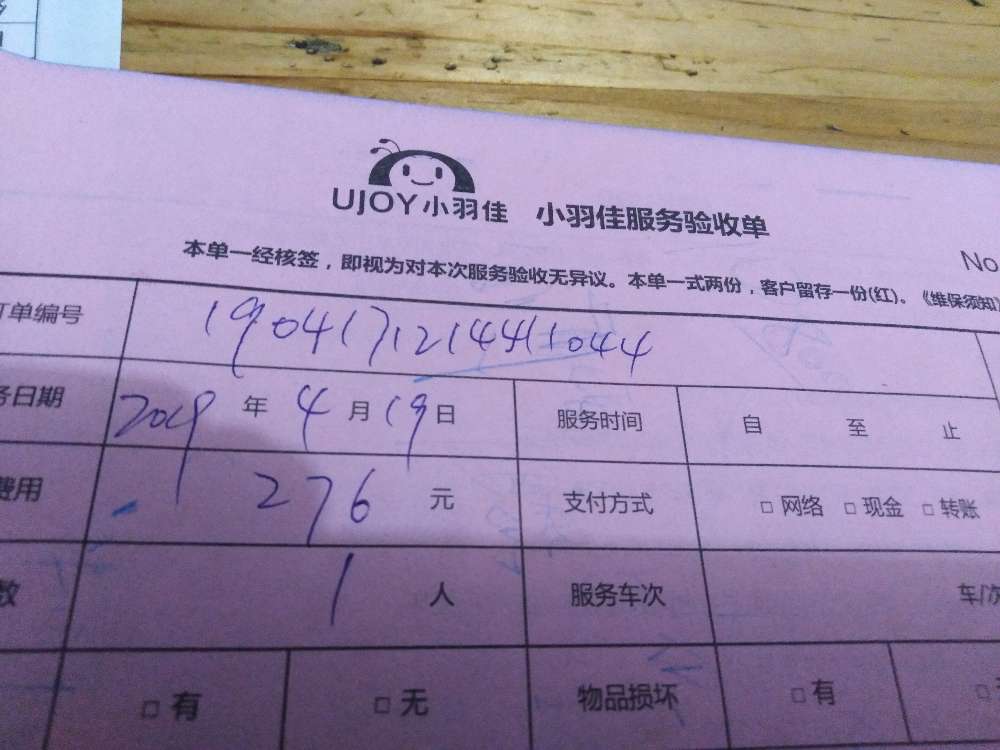 UJOY小羽佳 小羽佳服务验收单
No
本单一经核签，即视为对本次服务验收无异议。本单一式两份，客户留存一份(红)。《维保须知》
订单编号 190417121441044
务日期 2019 年 4 月 19 日 服务时间 自 至 止
费用 276 元 支付方式 □ 网络 □ 现金 □ 转账
数 1 人 服务车次 车/次
□ 有 □ 无 物品损坏 □ 有 □